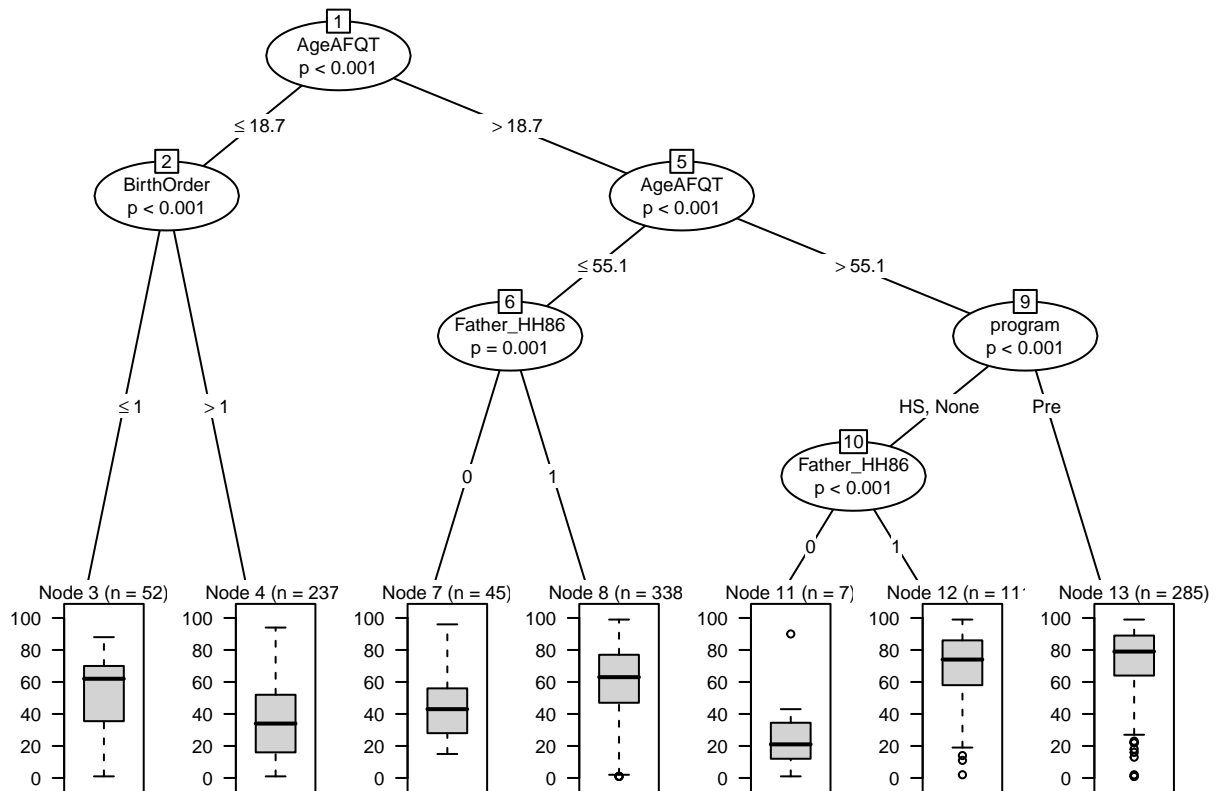 1
AgeAFQT
p < 0.001
≤ 18.7
> 18.7
2
BirthOrder
p < 0.001
5
AgeAFQT
p < 0.001
≤ 55.1
> 55.1
6
Father_HH86
p = 0.001
9
program
p < 0.001
≤ 1
> 1
HS, None
Pre
10
Father_HH86
p < 0.001
0
1
0
1
Node 3 (n = 52)
0
20
40
60
80
100
Node 4 (n = 237
0
20
40
60
80
100
Node 7 (n = 45)
0
20
40
60
80
100
Node 8 (n = 338
0
20
40
60
80
100
Node 11 (n = 7)
0
20
40
60
80
100
Node 12 (n = 11
0
20
40
60
80
100
Node 13 (n = 285)
0
20
40
60
80
100